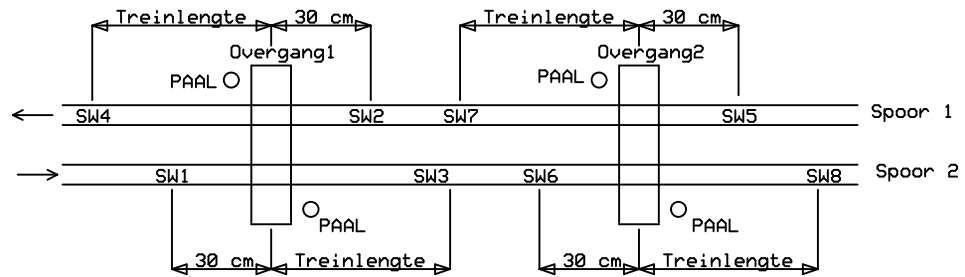 Treinlengte 30 cm Treinlengte 30 cm
Overgang1 Overgang2
PAAL PAAL
SW4 SW2 SW7 SW5 Spoor 1
SW1 SW3 SW6 SW8 Spoor 2
PAAL PAAL
30 cm Treinlengte 30 cm Treinlengte